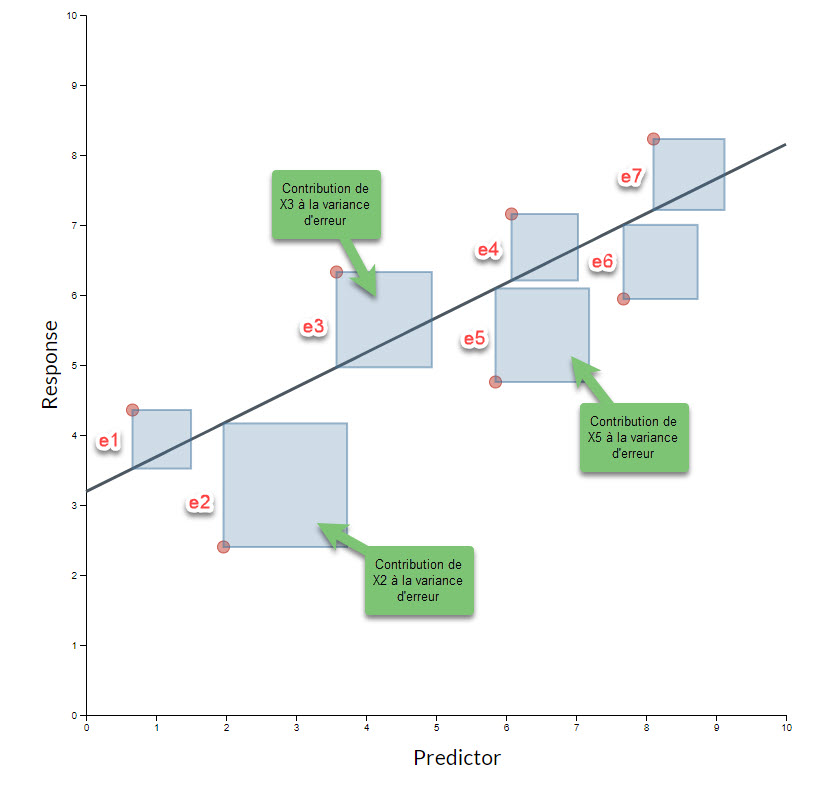 10
9
8
7
6
5
4
3
2
1
0
Response
Contribution de
X3 à la variance
d'erreur
e7
e4
e6
e3
e5
Contribution de
X5 à la variance
d'erreur
e1
e2
Contribution de
X2 à la variance
d'erreur
0 1 2 3 4 5 6 7 8 9 10
Predictor